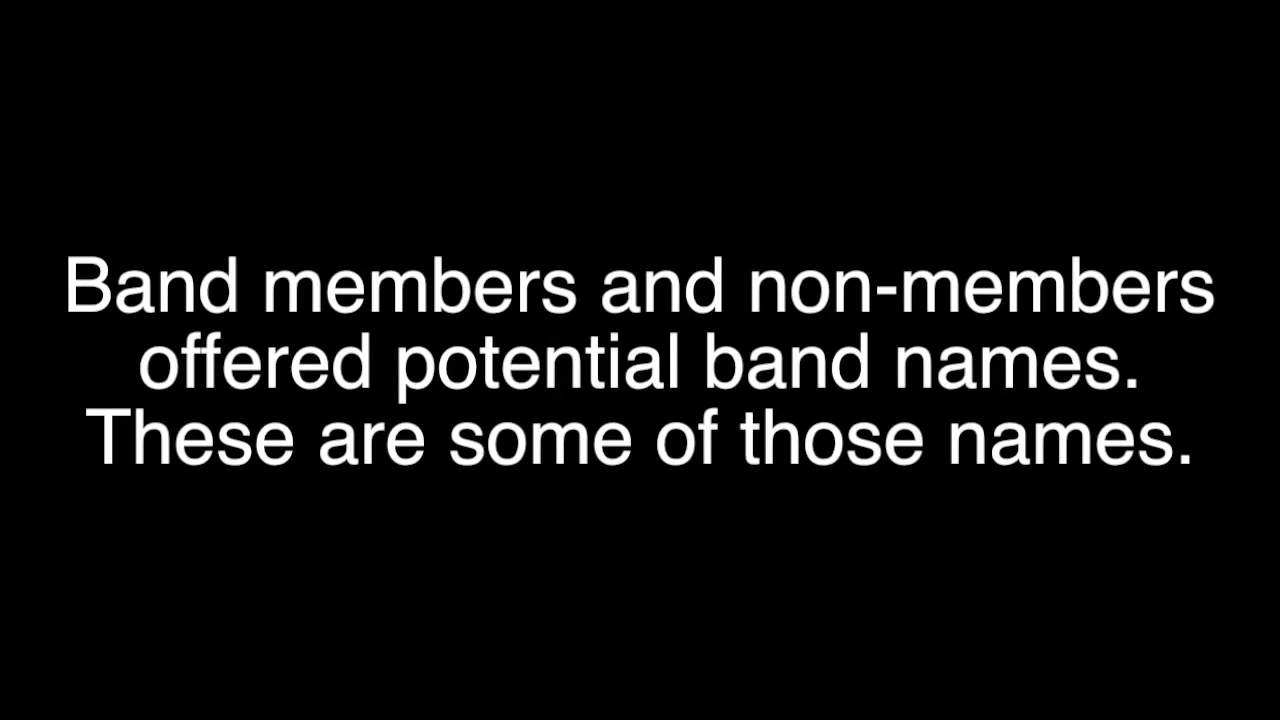 Band members and non-members
offered potential band names.
These are some of those names.